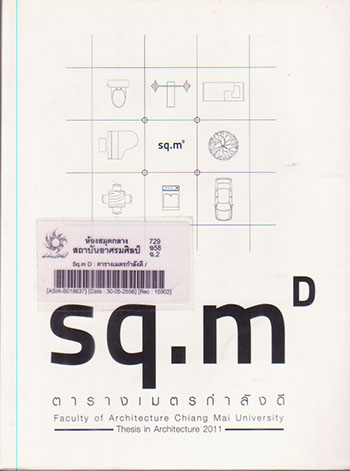 sq.mD
ห้องสมุดกลาง
สถาบันอาศรมศิลป์
729
ฉ.2
Sq.m D : ตารางเมตรกำลังดี /
[ASIA-B018637] [Date : 30-05-2556] [Rec : 15902]
sq.mD
ตารางเมตรกำลังดี
Faculty of Architecture Chiang Mai University
Thesis in Architecture 2011